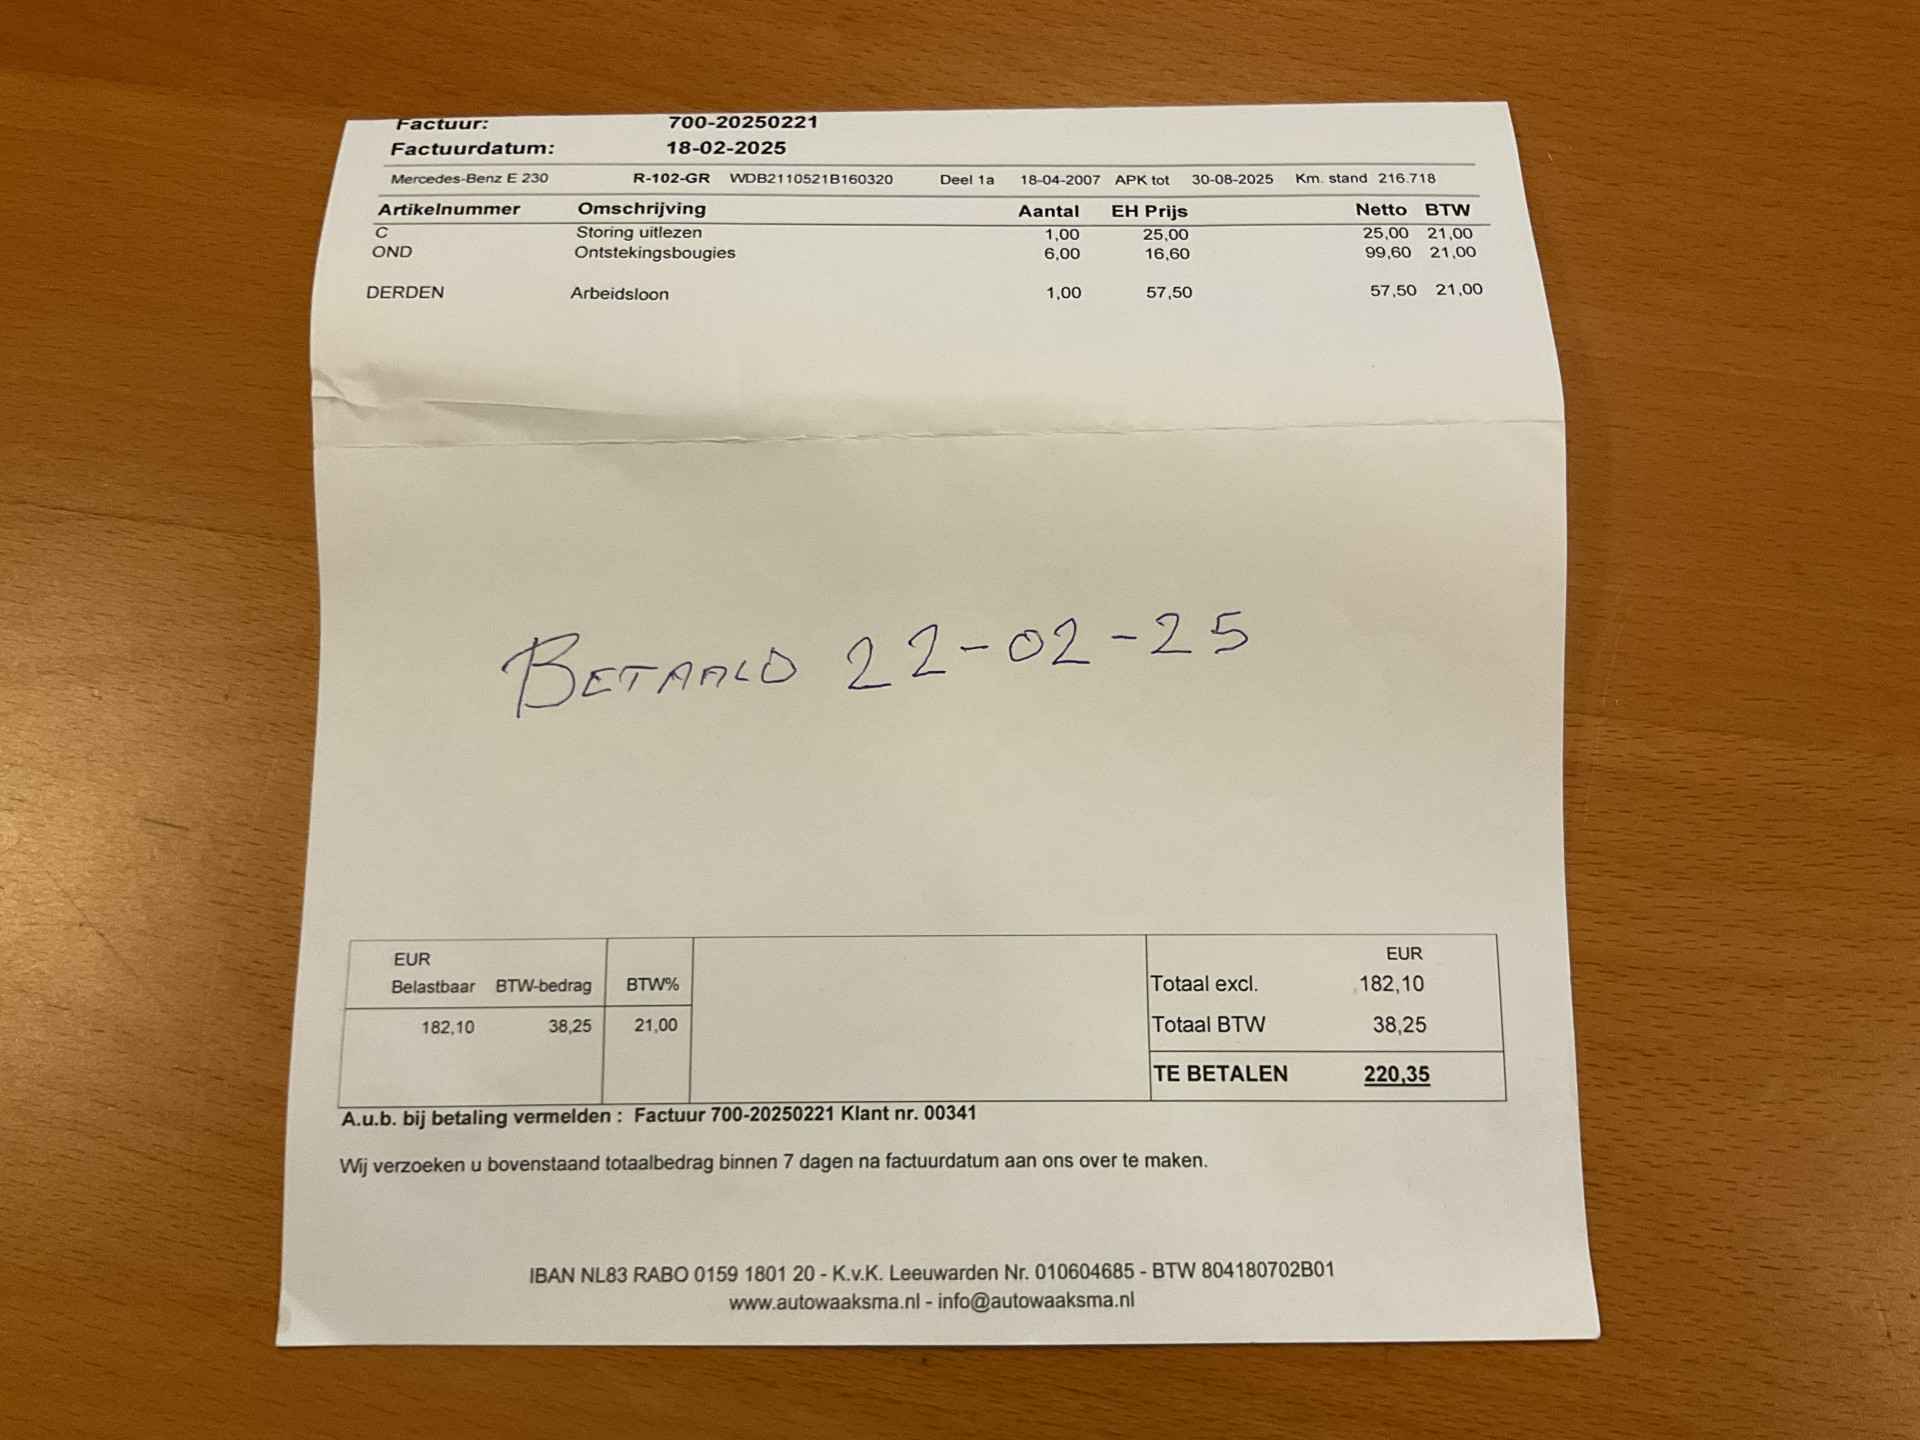 Factuur: 700-20250221
Factuurdatum: 18-02-2025
Mercedes-Benz E 230 R-102-GR WDB2110521B160320 Deel 1a 18-04-2007 APK tot 30-08-2025 Km. stand 216.718
Artikelnummer Omschrijving Aantal EH Prijs Netto BTW
C Storing uitlezen 1,00 25,00 25,00 21,00
OND Ontstekingsbougies 6,00 16,60 99,60 21,00
DERDEN Arbeidsloon 1,00 57,50 57,50 21,00
BETAALD 22-02-25
EUR EUR
Belastbaar BTW-bedrag BTW% Totaal excl. 182,10
182,10 38,25 21,00 Totaal BTW 38,25
TE BETALEN 220,35
A.u.b. bij betaling vermelden : Factuur 700-20250221 Klant nr. 00341
Wij verzoeken u bovenstaand totaalbedrag binnen 7 dagen na factuurdatum aan ons over te maken.
IBAN NL83 RABO 0159 1801 20 - K.v.K. Leeuwarden Nr. 010604685 - BTW 804180702B01
www.autowaaksma.nl - info@autowaaksma.nl